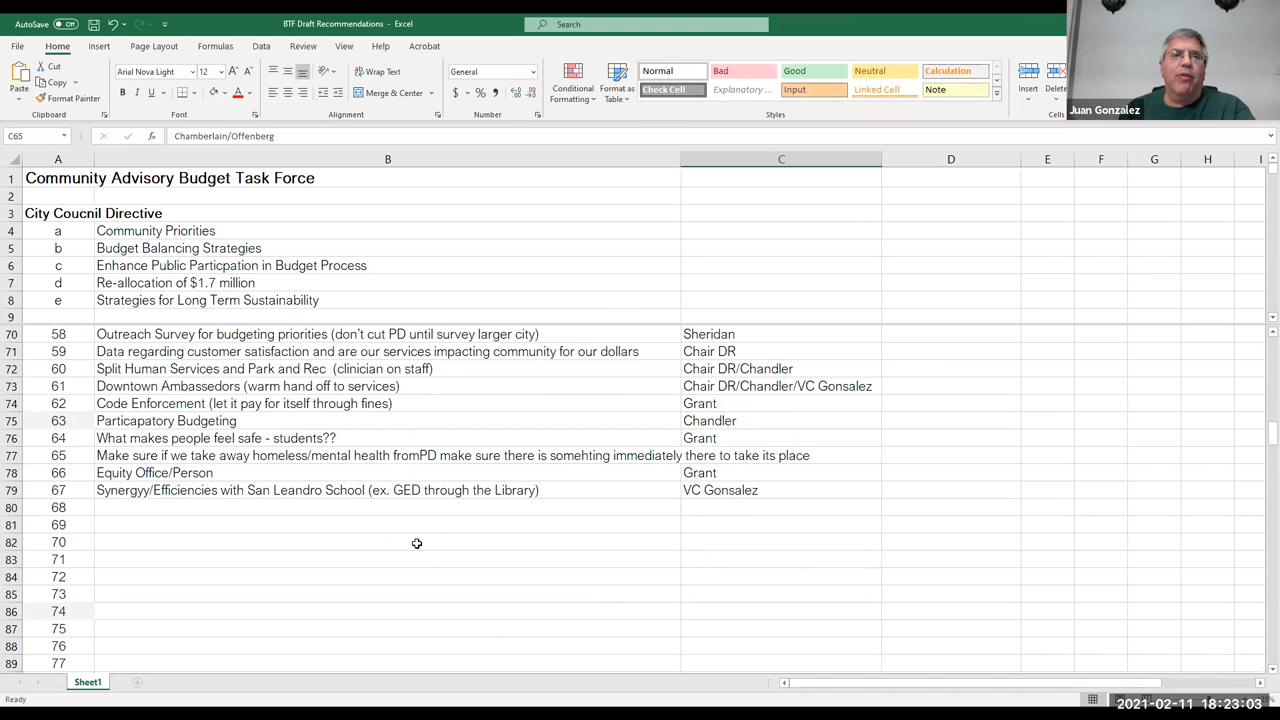 AutoSave Off BTF Draft Recommendations - Excel Search
File Home Insert Page Layout Formulas Data Review View Help Acrobat
Cut Arial Nova Light 12 Wrap Text General Normal Bad Good Neutral Calculation
Paste Copy Format Painter B I U Merge & Center $ % Conditional Formatting Format as Table Check Cell Explanatory ... Input Linked Cell Note Insert Delete
Clipboard Font Alignment Number Styles Cells
Juan Gonzalez
C65 fx Chamberlain/Offenberg
A B C D E F G H I
1 Community Advisory Budget Task Force
2
3 City Coucnil Directive
4 a Community Priorities
5 b Budget Balancing Strategies
6 c Enhance Public Particpation in Budget Process
7 d Re-allocation of $1.7 million
8 e Strategies for Long Term Sustainability
9
70 58 Outreach Survey for budgeting priorities (don't cut PD until survey larger city) Sheridan
71 59 Data regarding customer satisfaction and are our services impacting community for our dollars Chair DR
72 60 Split Human Services and Park and Rec (clinician on staff) Chair DR/Chandler
73 61 Downtown Ambassedors (warm hand off to services) Chair DR/Chandler/VC Gonsalez
74 62 Code Enforcement (let it pay for itself through fines) Grant
75 63 Particapatory Budgeting Chandler
76 64 What makes people feel safe - students?? Grant
77 65 Make sure if we take away homeless/mental health fromPD make sure there is somehting immediately there to take its place
78 66 Equity Office/Person Grant
79 67 Synergyy/Efficiencies with San Leandro School (ex. GED through the Library) VC Gonsalez
80 68
81 69
82 70
83 71
84 72
85 73
86 74
87 75
88 76
89 77
Sheet1
Ready
2021-02-11 18:23:03